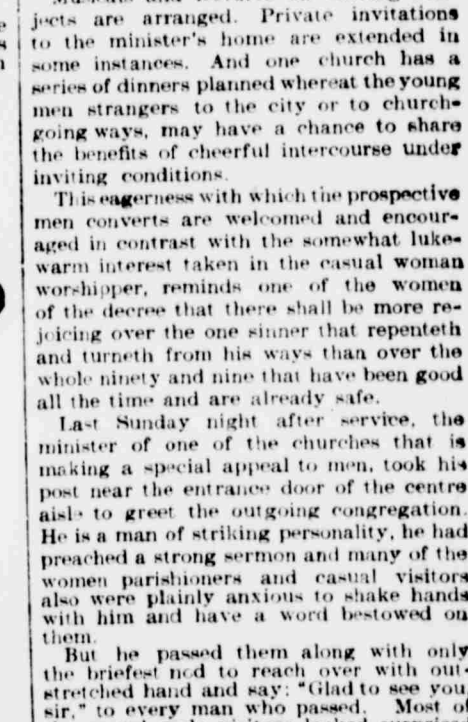 jects are arranged. Private invitations
to the minister's home are extended in
some instances. And one church has a
series of dinners planned whereat the young
men strangers to the city or to church-
going ways, may have a chance to share
the benefits of cheerful intercourse under
inviting conditions.
This eagerness with which the prospective
men converts are welcomed and encour-
aged in contrast with the somewhat luke-
warm interest taken in the casual woman
worshipper, reminds one of the women
of the decree that there shall be more re-
joicing over the one sinner that repenteth
and turneth from his ways than over the
whole ninety and nine that have been good
all the time and are already safe.
Last Sunday night after service, the
minister of one of the churches that is
making a special appeal to men, took his
post near the entrance door of the centre
aisle to greet the outgoing congregation.
He is a man of striking personality, he had
preached a strong sermon and many of the
women parishioners and casual visitors
also were plainly anxious to shake hands
with him and have a word bestowed on
them.
But he passed them along with only
the briefest nod to reach over with out-
stretched hand and say: "Glad to see you,
sir," to every man who passed. Most of